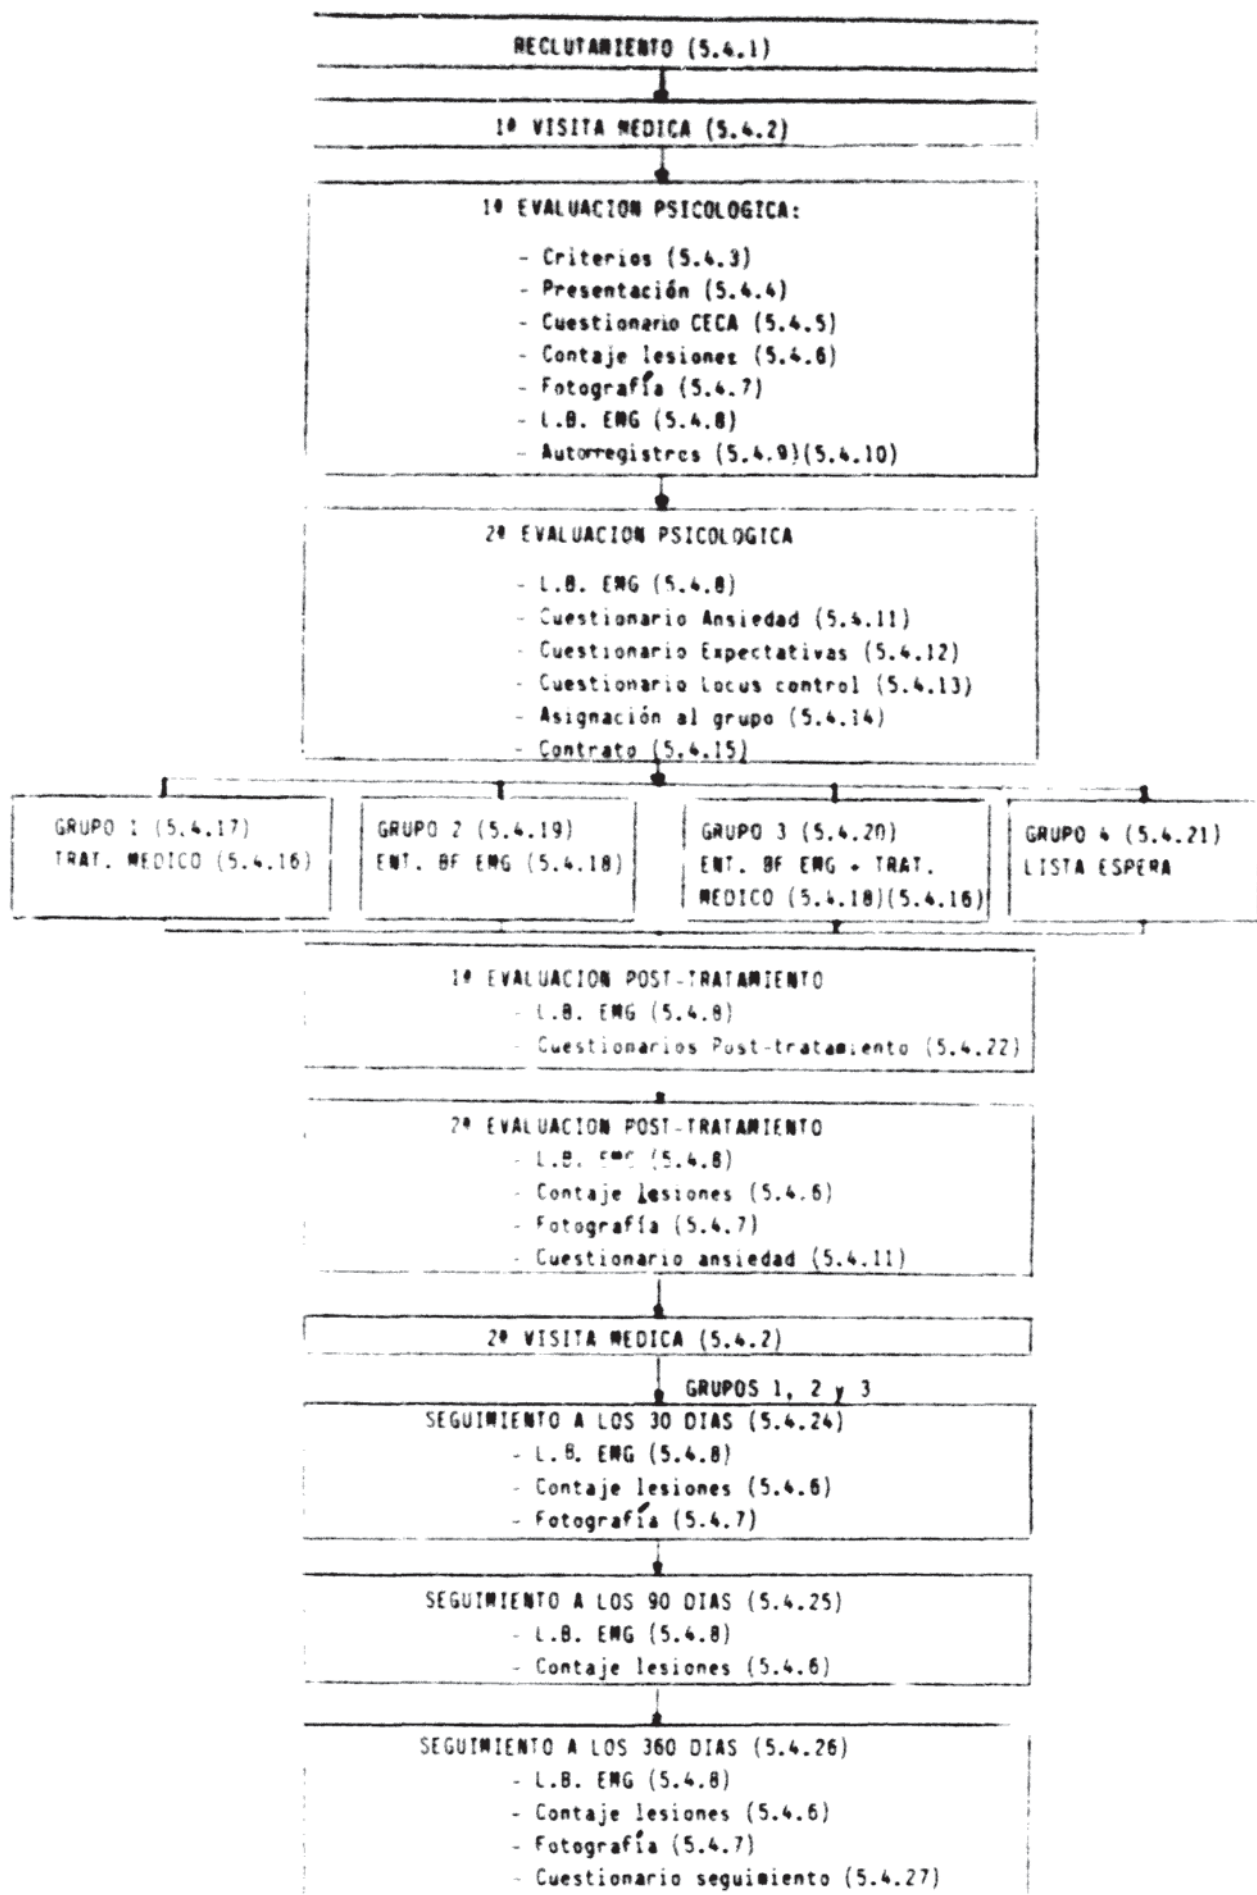 RECLUTAMIENTO (5.4.1)
1ª VISITA MEDICA (5.4.2)
1ª EVALUACION PSICOLOGICA:
- Criterios (5.4.3)
- Presentación (5.4.4)
- Cuestionario CECA (5.4.5)
- Contaje lesiones (5.4.6)
- Fotografía (5.4.7)
- L.B. EMG (5.4.8)
- Autorregistros (5.4.9)(5.4.10)
2ª EVALUACION PSICOLOGICA
- L.B. EMG (5.4.8)
- Cuestionario Ansiedad (5.4.11)
- Cuestionario Expectativas (5.4.12)
- Cuestionario Locus control (5.4.13)
- Asignación al grupo (5.4.14)
- Contrato (5.4.15)
GRUPO 1 (5.4.17)
TRAT. MEDICO (5.4.16)
GRUPO 2 (5.4.19)
ENT. BF EMG (5.4.18)
GRUPO 3 (5.4.20)
ENT. BF EMG + TRAT.
MEDICO (5.4.18)(5.4.16)
GRUPO 4 (5.4.21)
LISTA ESPERA
1ª EVALUACION POST-TRATAMIENTO
- L.B. EMG (5.4.8)
- Cuestionarios Post-tratamiento (5.4.22)
2ª EVALUACION POST-TRATAMIENTO
- L.B. EMG (5.4.8)
- Contaje lesiones (5.4.6)
- Fotografía (5.4.7)
- Cuestionario ansiedad (5.4.11)
2ª VISITA MEDICA (5.4.2)
GRUPOS 1, 2 y 3
SEGUIMIENTO A LOS 30 DIAS (5.4.24)
- L.B. EMG (5.4.8)
- Contaje lesiones (5.4.6)
- Fotografía (5.4.7)
SEGUIMIENTO A LOS 90 DIAS (5.4.25)
- L.B. EMG (5.4.8)
- Contaje lesiones (5.4.6)
SEGUIMIENTO A LOS 360 DIAS (5.4.26)
- L.B. EMG (5.4.8)
- Contaje lesiones (5.4.6)
- Fotografía (5.4.7)
- Cuestionario seguimiento (5.4.27)